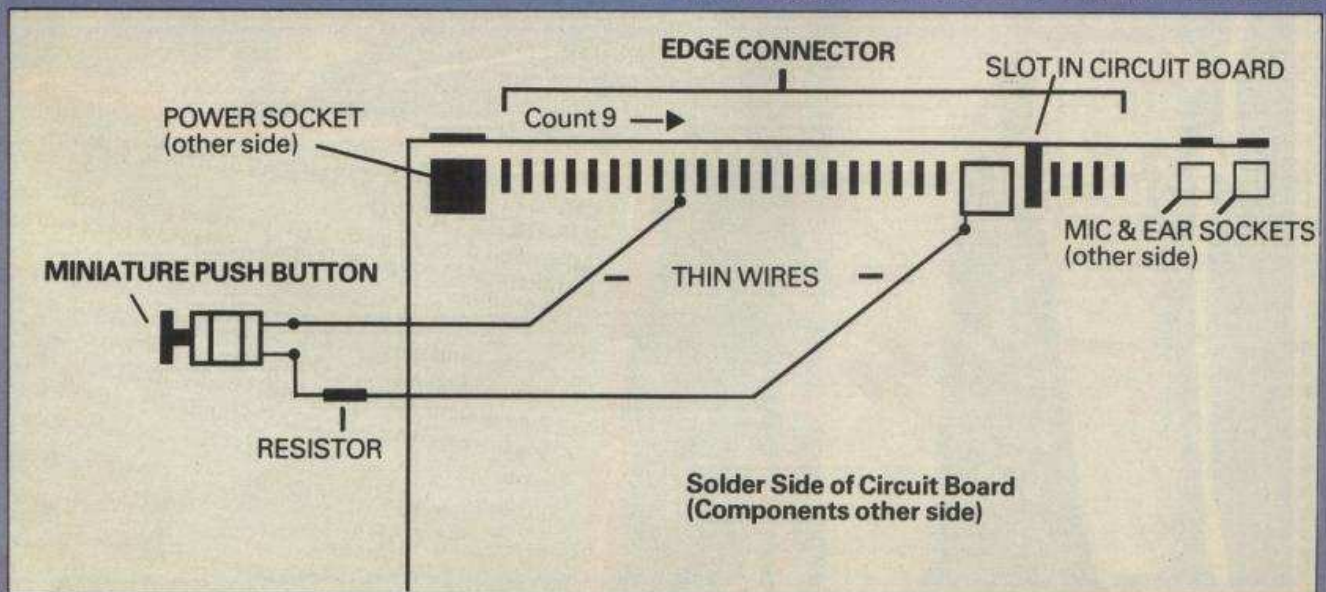 EDGE CONNECTOR
SLOT IN CIRCUIT BOARD
POWER SOCKET
(other side)
Count 9
MIC & EAR SOCKETS
(other side)
MINIATURE PUSH BUTTON
THIN WIRES
RESISTOR
Solder Side of Circuit Board
(Components other side)